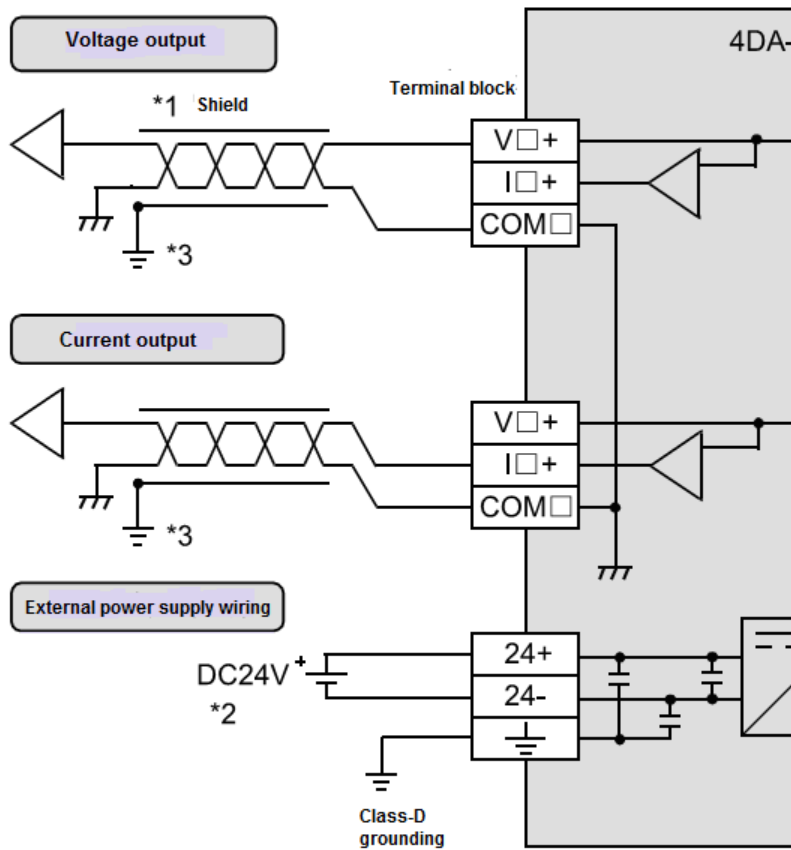 Voltage output
4DA-
*1 Shield
Terminal block
V□+
I□+
COM□
*3
Current output
V□+
I□+
COM□
*3
External power supply wiring
24+
DC24V +
24-
*2
Class-D
grounding